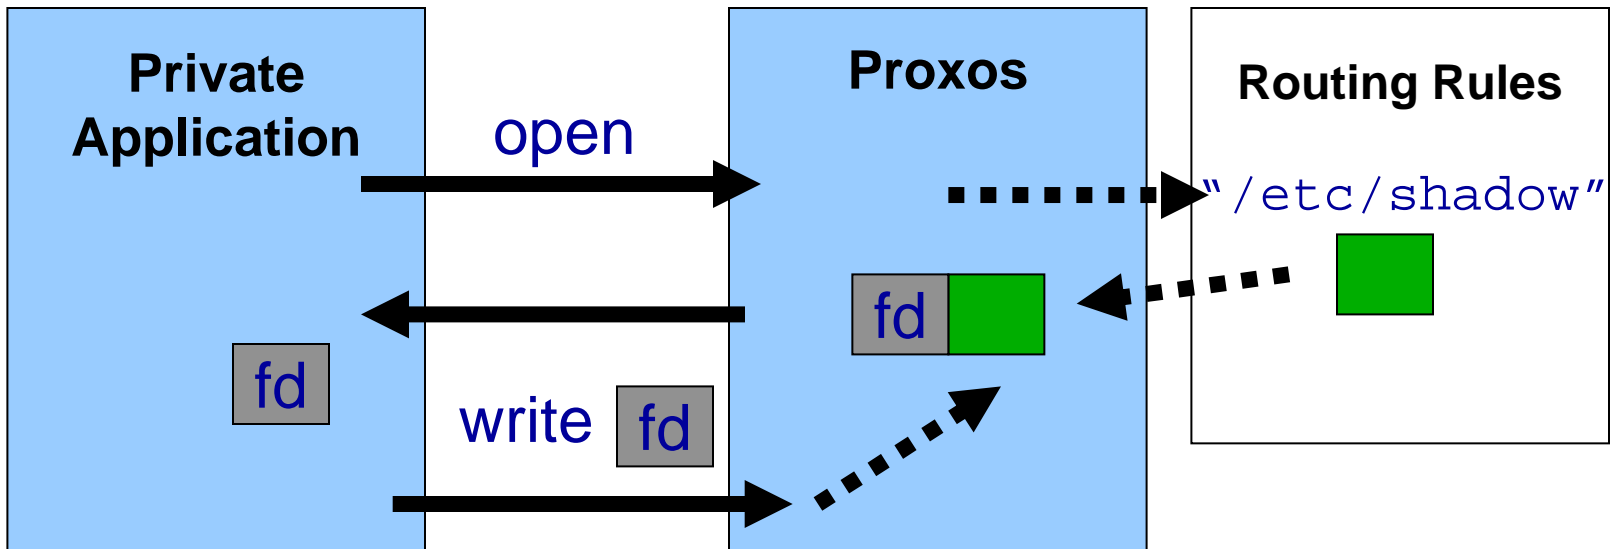 Private
Application
open
Proxos
Routing Rules
“/etc/shadow”
fd
fd
write
fd